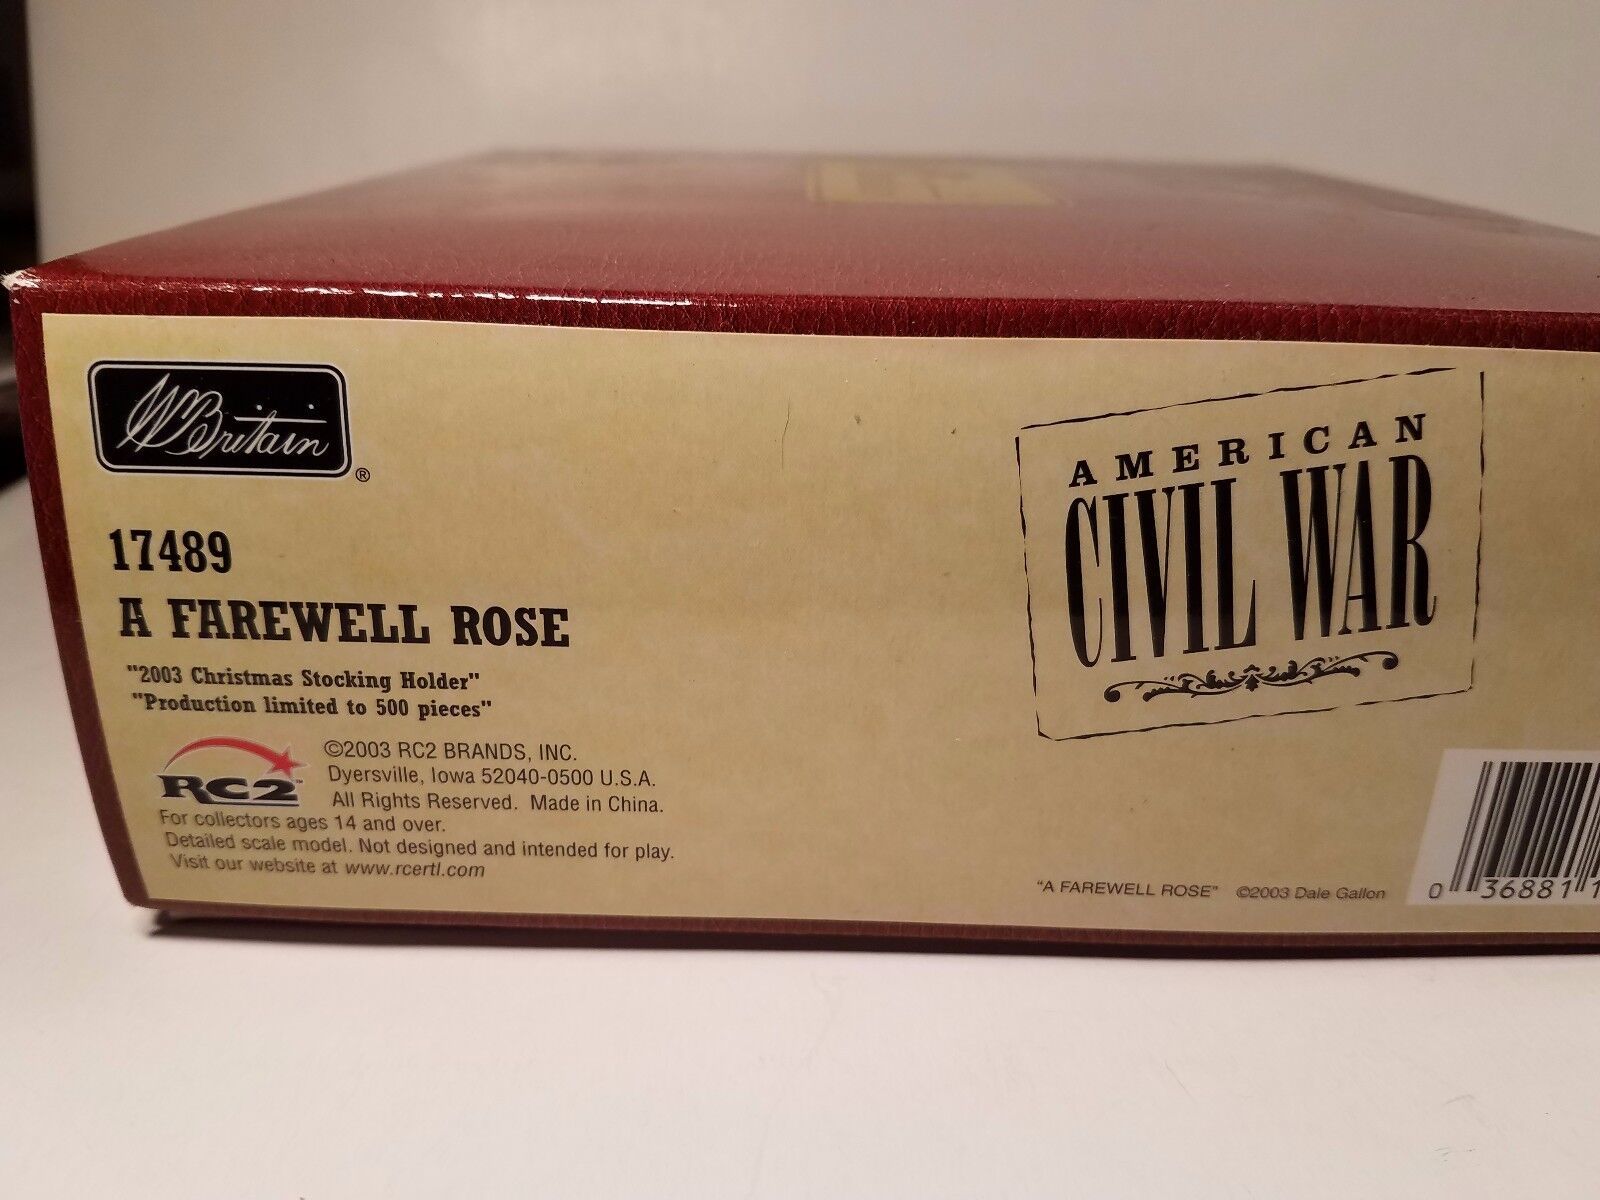 WM Britain ®
17489
A FAREWELL ROSE
"2003 Christmas Stocking Holder"
"Production limited to 500 pieces"
RC2™
©2003 RC2 BRANDS, INC.
Dyersville, Iowa 52040-0500 U.S.A.
All Rights Reserved. Made in China.
For collectors ages 14 and over.
Detailed scale model. Not designed and intended for play.
Visit our website at www.rcertl.com
AMERICAN
CIVIL WAR
"A FAREWELL ROSE" ©2003 Dale Gallon
0 36881 1